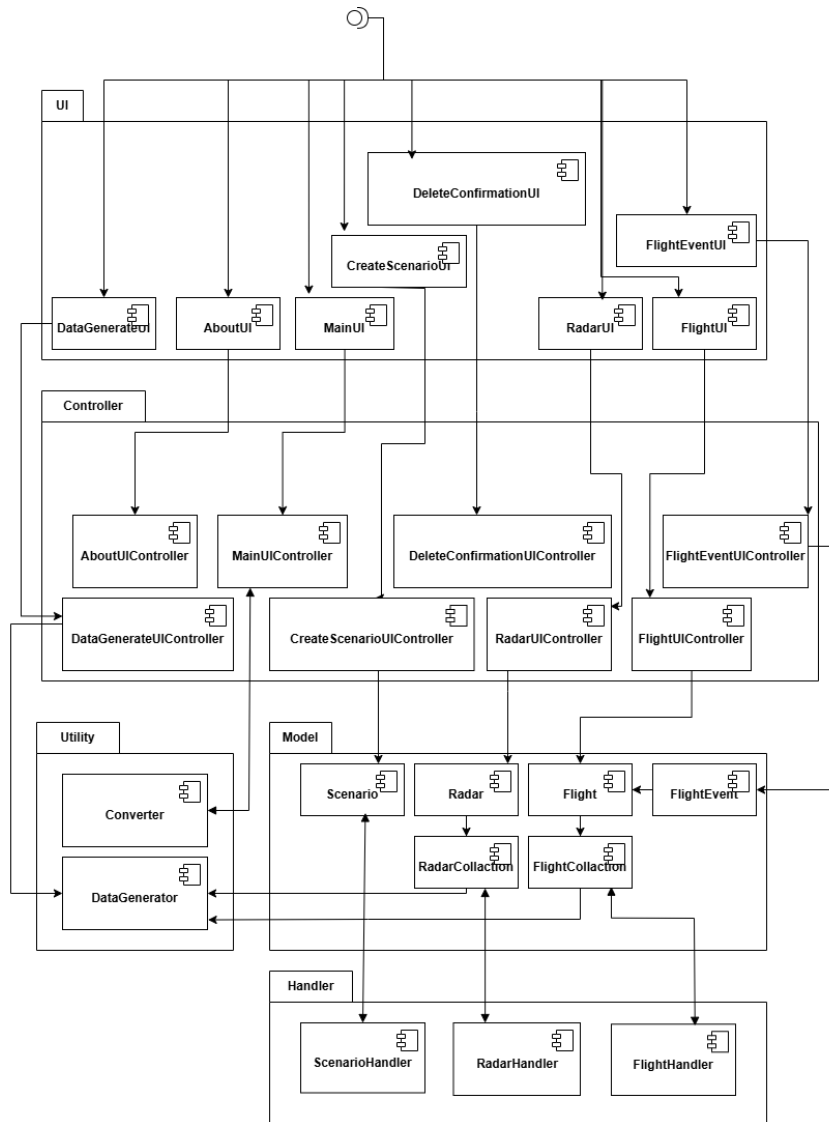 UI
DeleteConfirmationUI
FlightEventUI
CreateScenarioUI
DataGenerateUI
AboutUI
MainUI
RadarUI
FlightUI
Controller
AboutUIController
MainUIController
DeleteConfirmationUIController
FlightEventUIController
DataGenerateUIController
CreateScenarioUIController
RadarUIController
FlightUIController
Utility
Model
Converter
Scenario
Radar
Flight
FlightEvent
RadarCollaction
FlightCollaction
DataGenerator
Handler
ScenarioHandler
RadarHandler
FlightHandler